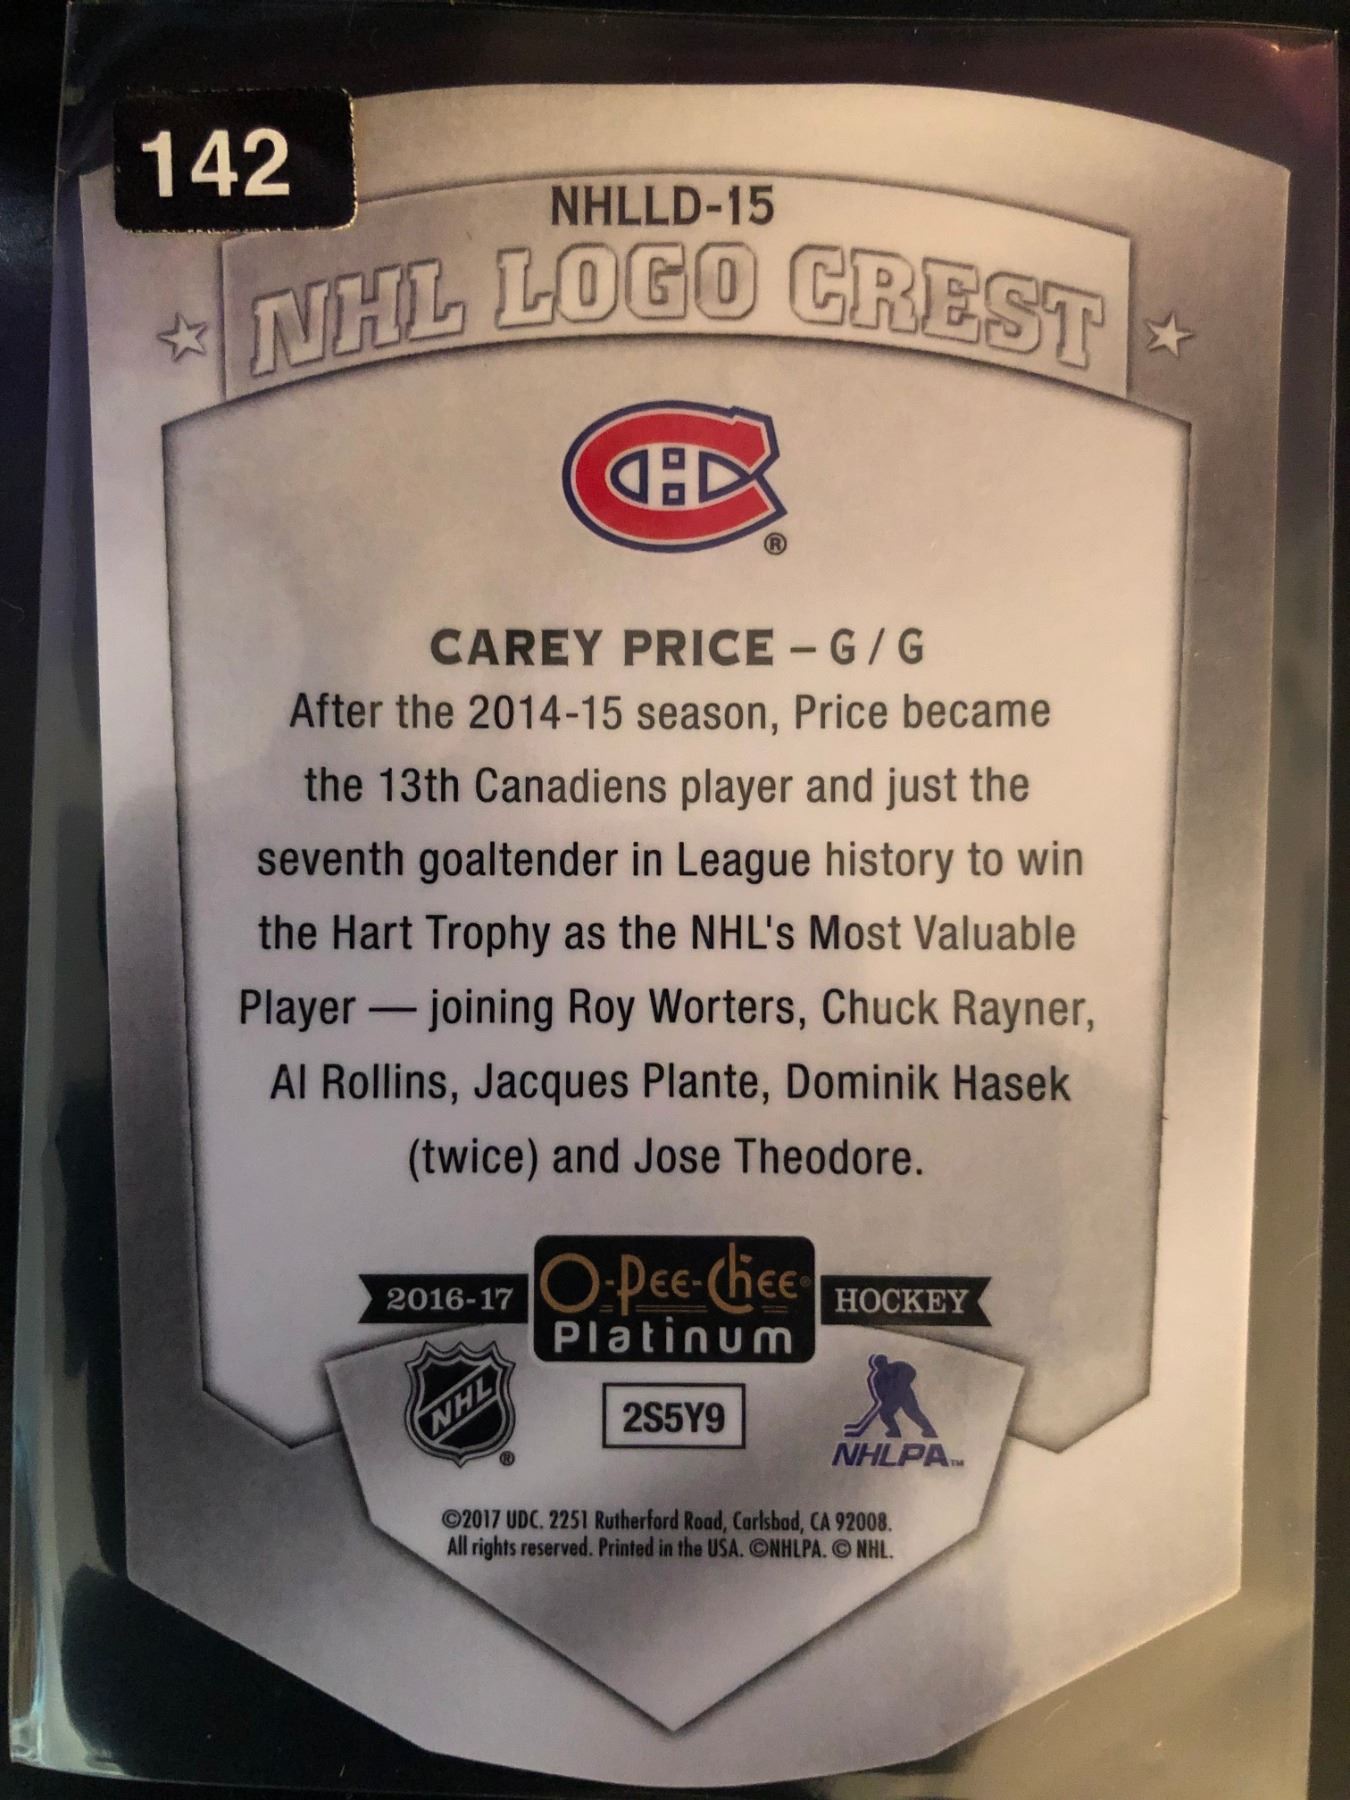 142
NHLLD-15
NHL LOGO CREST
®
CAREY PRICE – G / G
After the 2014-15 season, Price became
the 13th Canadiens player and just the
seventh goaltender in League history to win
the Hart Trophy as the NHL's Most Valuable
Player — joining Roy Worters, Chuck Rayner,
Al Rollins, Jacques Plante, Dominik Hasek
(twice) and Jose Theodore.
2016-17 O-Pee-Chee® HOCKEY
Platinum
NHL ® 2S5Y9 NHLPA™
©2017 UDC. 2251 Rutherford Road, Carlsbad, CA 92008.
All rights reserved. Printed in the USA. ©NHLPA. © NHL.